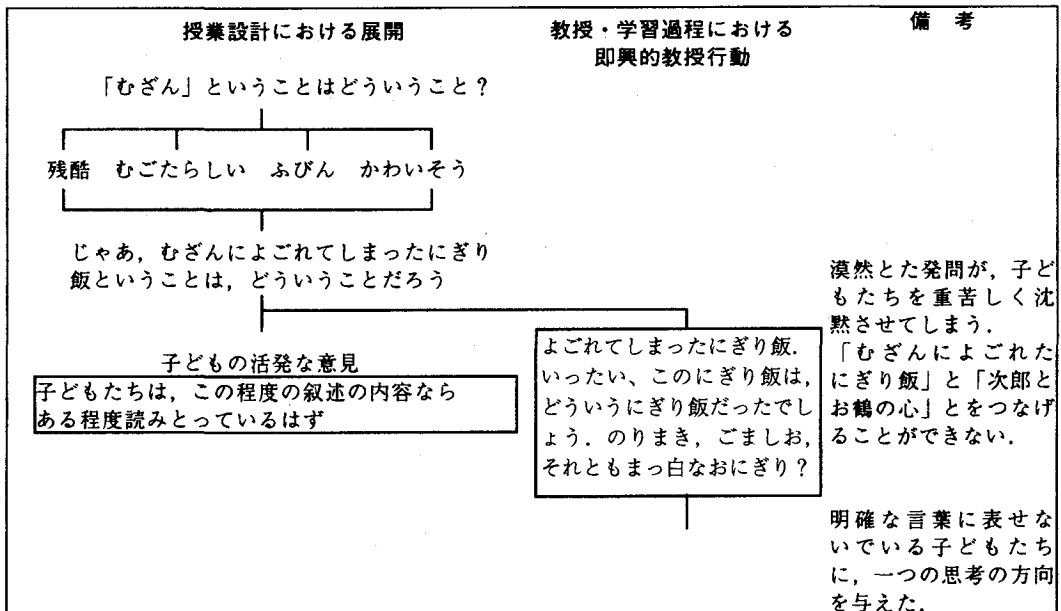 授業設計における展開
教授・学習過程における
即興的教授行動
備 考
「むざん」ということはどういうこと？
残酷 むごたらしい ふびん かわいそう
じゃあ，むざんによごれてしまったにぎり
飯ということは，どういうことだろう
子どもの活発な意見
子どもたちは，この程度の叙述の内容なら
ある程度読みとっているはず
よごれてしまったにぎり飯．
いったい、このにぎり飯は，
どういうにぎり飯だったでし
ょう．のりまき，ごましお，
それともまっ白なおにぎり？
漠然とた発問が，子ど
もたちを重苦しく沈
黙させてしまう．
「むざんによごれた
にぎり飯」と「次郎と
お鶴の心」とをつなげ
ることができない．
明確な言葉に表せな
いでいる子どもたち
に，一つの思考の方向
を与えた．